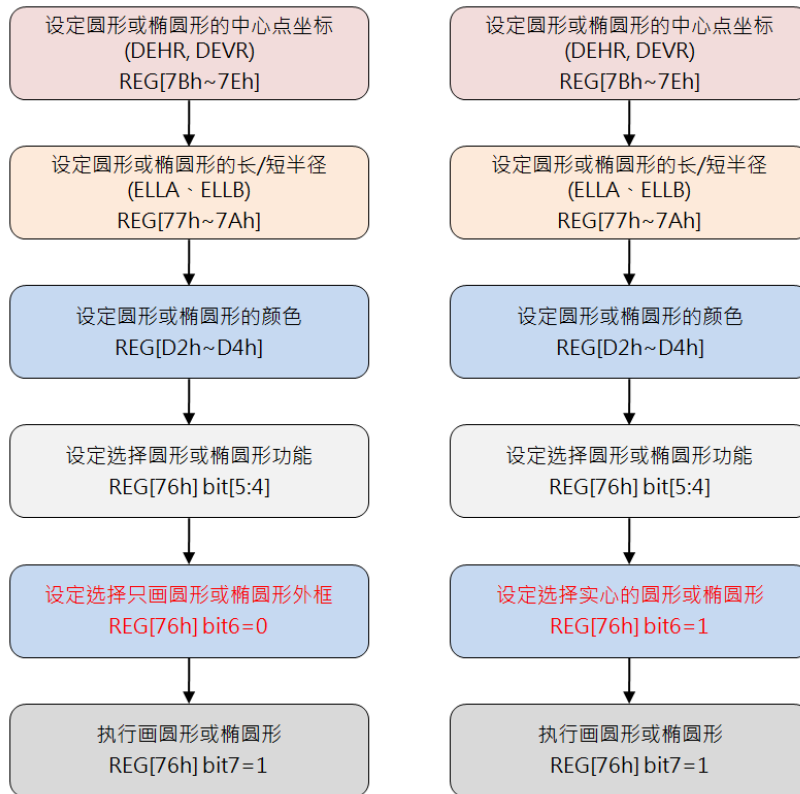 设定圆形或椭圆形的中心点坐标
(DEHR, DEVR)
REG[7Bh~7Eh]
设定圆形或椭圆形的长/短半径
(ELLA、ELLB)
REG[77h~7Ah]
设定圆形或椭圆形的颜色
REG[D2h~D4h]
设定选择圆形或椭圆形功能
REG[76h] bit[5:4]
设定选择只画圆形或椭圆形外框
REG[76h] bit6=0
执行画圆形或椭圆形
REG[76h] bit7=1
设定圆形或椭圆形的中心点坐标
(DEHR, DEVR)
REG[7Bh~7Eh]
设定圆形或椭圆形的长/短半径
(ELLA、ELLB)
REG[77h~7Ah]
设定圆形或椭圆形的颜色
REG[D2h~D4h]
设定选择圆形或椭圆形功能
REG[76h] bit[5:4]
设定选择实心的圆形或椭圆形
REG[76h] bit6=1
执行画圆形或椭圆形
REG[76h] bit7=1